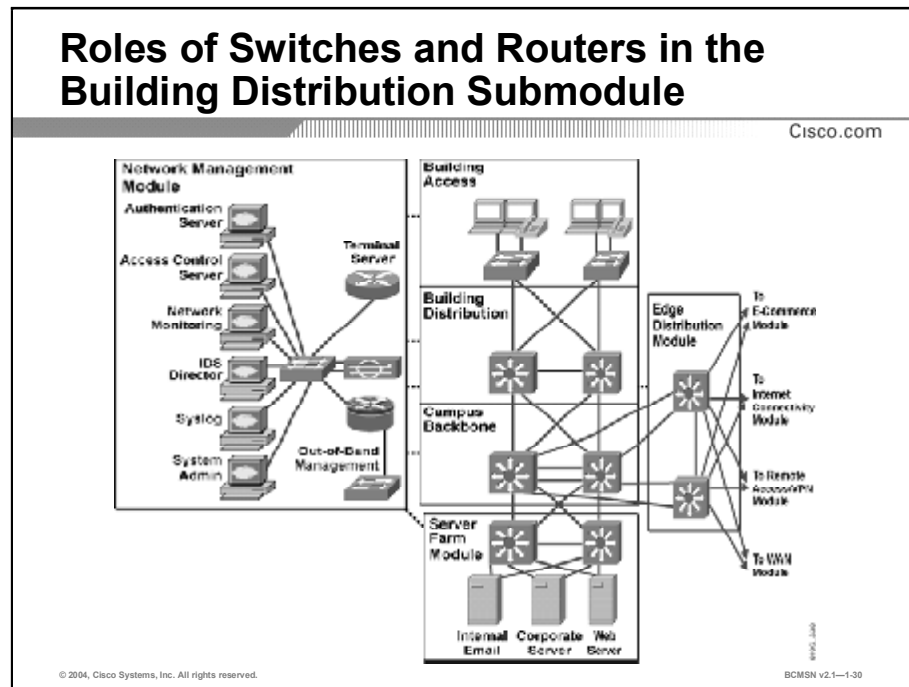 Roles of Switches and Routers in the
Building Distribution Submodule
Cisco.com
Network Management
Module
Authentication
Server
Access Control
Server
Network
Monitoring
IDS
Director
Syslog
System
Admin
Terminal
Server
Out-of-Band
Management
Building
Access
Building
Distribution
Campus
Backbone
Server
Farm
Module
Internal
Email
Corporate
Server
Web
Server
Edge
Distribution
Module
To
E-Commerce
Module
To
Internet
Connectivity
Module
To Remote
Access/VPN
Module
To WAN
Module
© 2004, Cisco Systems, Inc. All rights reserved.
BCMSN v2.1—1-30